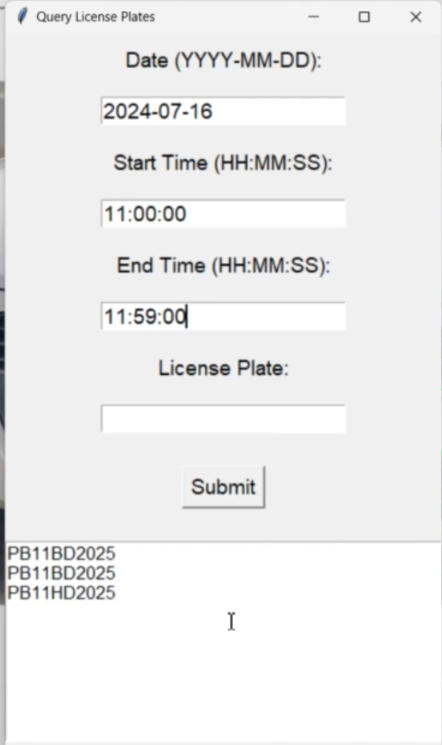 Query License Plates
Date (YYYY-MM-DD):
2024-07-16
Start Time (HH:MM:SS):
11:00:00
End Time (HH:MM:SS):
11:59:00
License Plate:
Submit
PB11BD2025
PB11BD2025
PB11HD2025